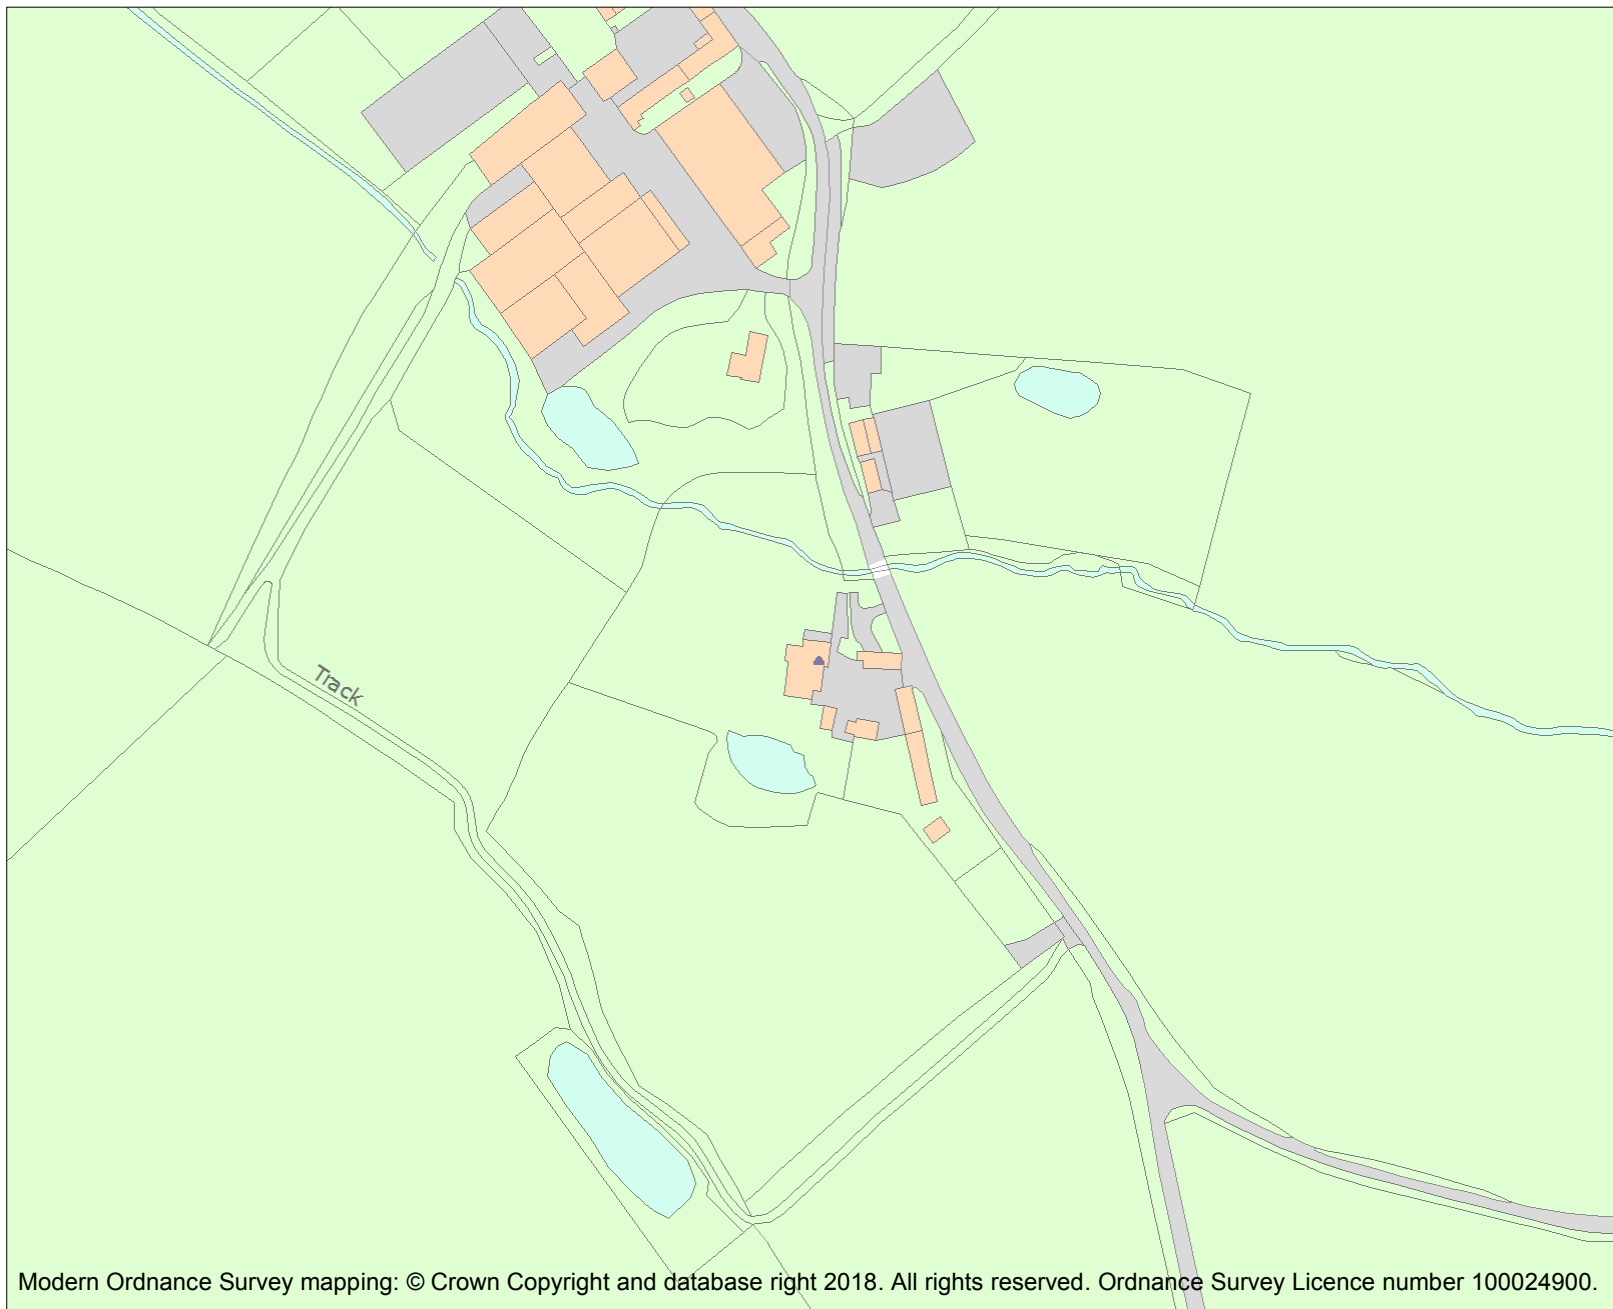 Track
Modern Ordnance Survey mapping: © Crown Copyright and database right 2018. All rights reserved. Ordnance Survey Licence number 100024900.